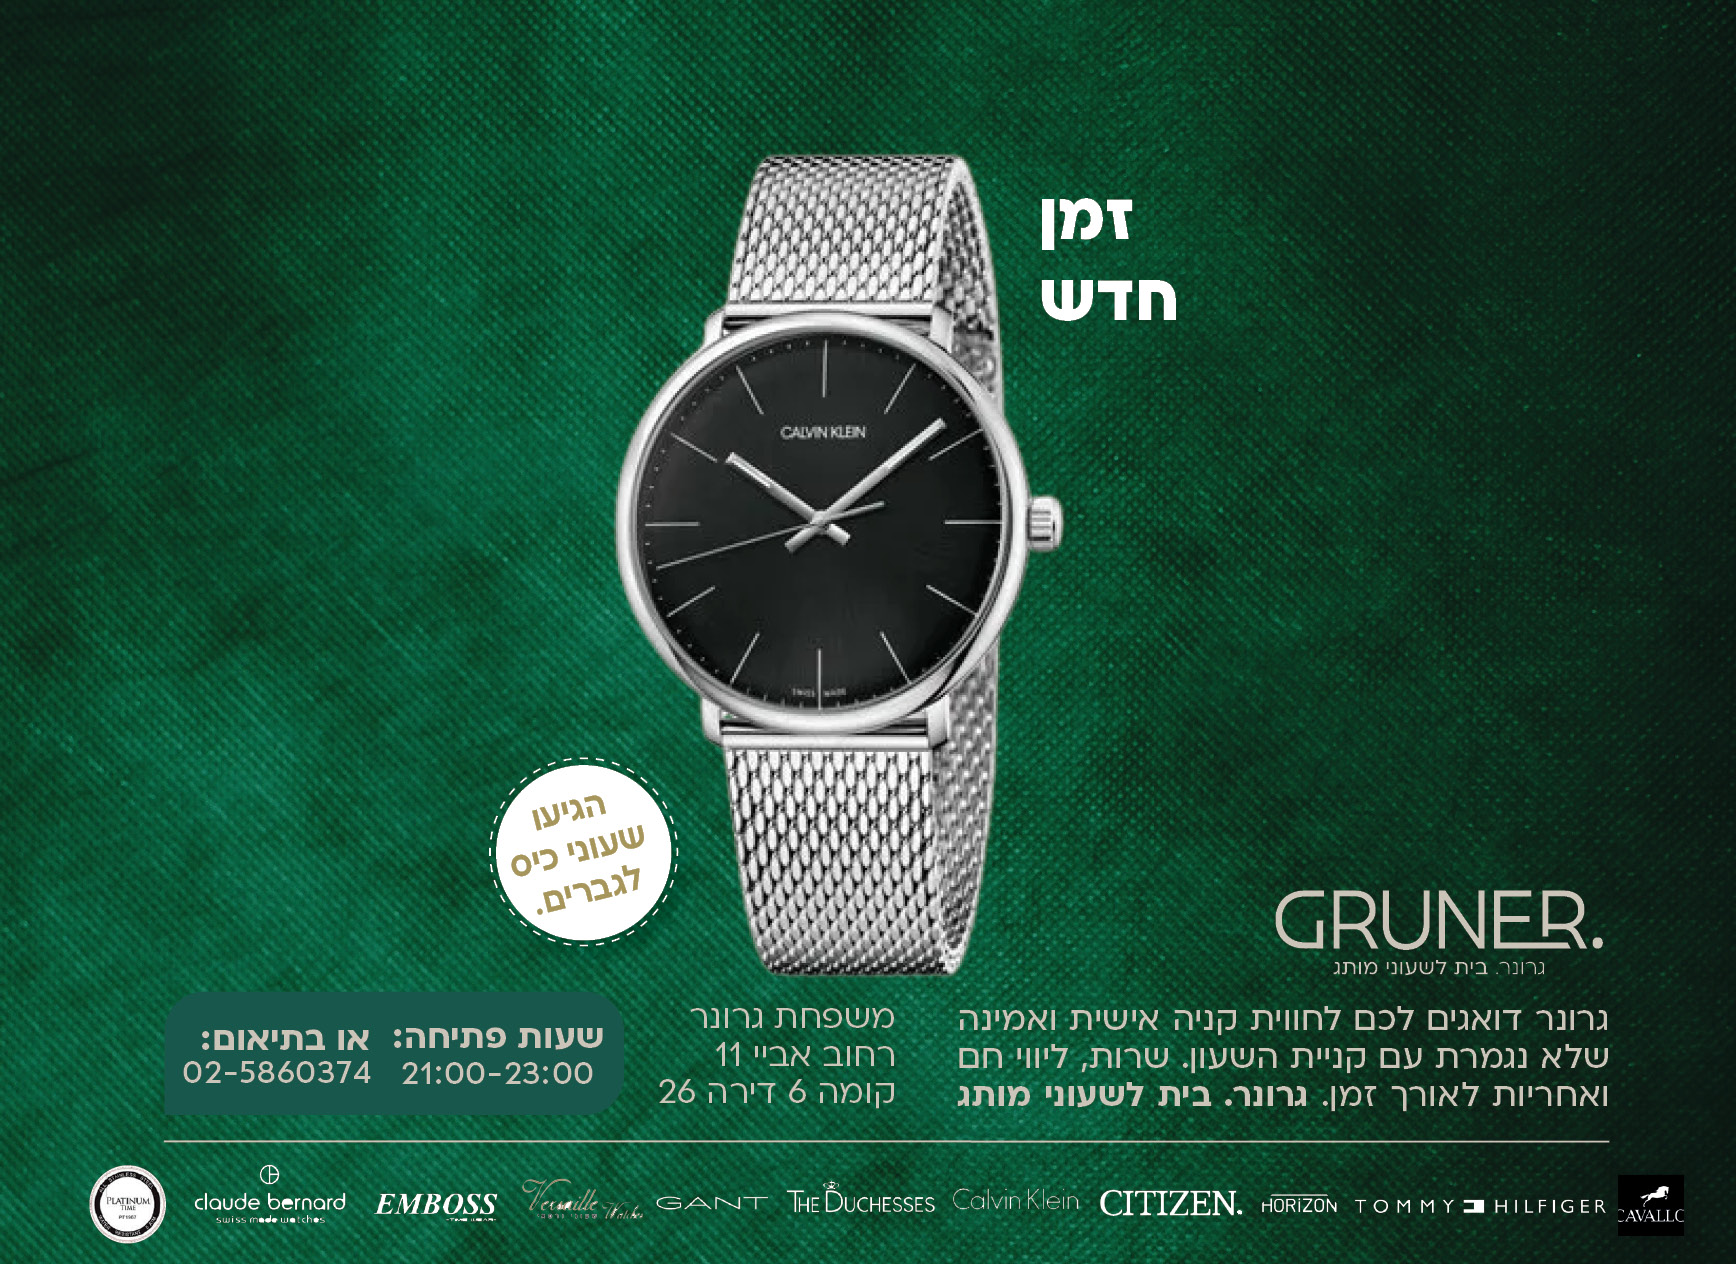 זמן
חדש
CALVIN KLEIN
הגיעו
שעוני כיס
לגברים.
GRUNER.
גרונר. בית לשעוני מותג
גרונר דואגים לכם לחווית קניה אישית ואמינה
שלא נגמרת עם קניית השעון. שרות, ליווי חם
ואחריות לאורך זמן. גרונר. בית לשעוני מותג
משפחת גרונר
רחוב אביי 11
קומה 6 דירה 26
שעות פתיחה:
21:00-23:00
או בתיאום:
02-5860374
PLATINUM
TIME
claude bernard
swiss made watches
EMBOSS
Versaille Watches
GANT
THE DUCHESSES
Calvin Klein
CITIZEN.
HORIZON
TOMMY HILFIGER
CAVALLO